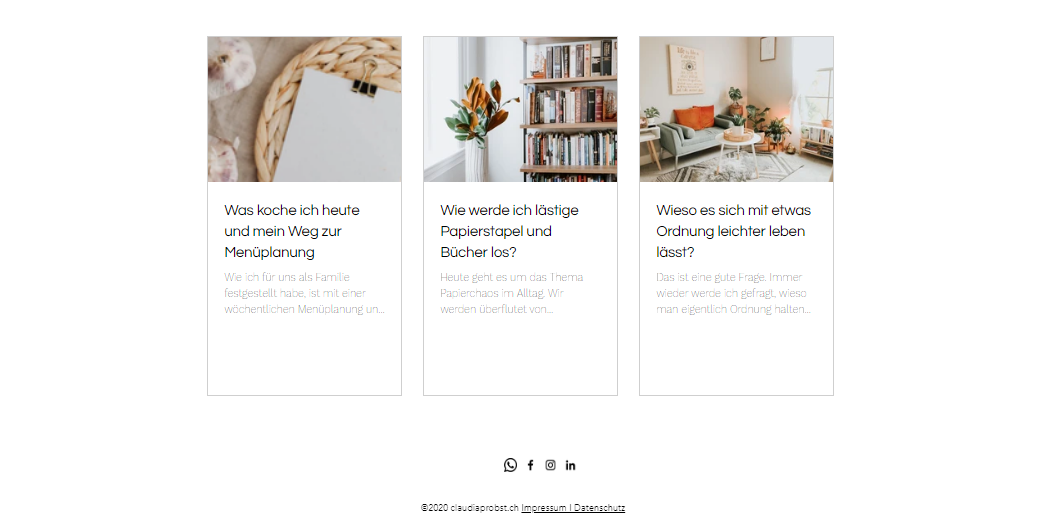 Was koche ich heute
und mein Weg zur
Menüplanung
Wie ich für uns als Familie
festgestellt habe, ist mit einer
wöchentlichen Menüplanung un...
Wie werde ich lästige
Papierstapel und
Bücher los?
Heute geht es um das Thema
Papierchaos im Alltag. Wir
werden überflutet von...
Wieso es sich mit etwas
Ordnung leichter leben
lässt?
Das ist eine gute Frage. Immer
wieder werde ich gefragt, wieso
man eigentlich Ordnung halten...
©2020 claudiaprobst.ch Impressum I Datenschutz